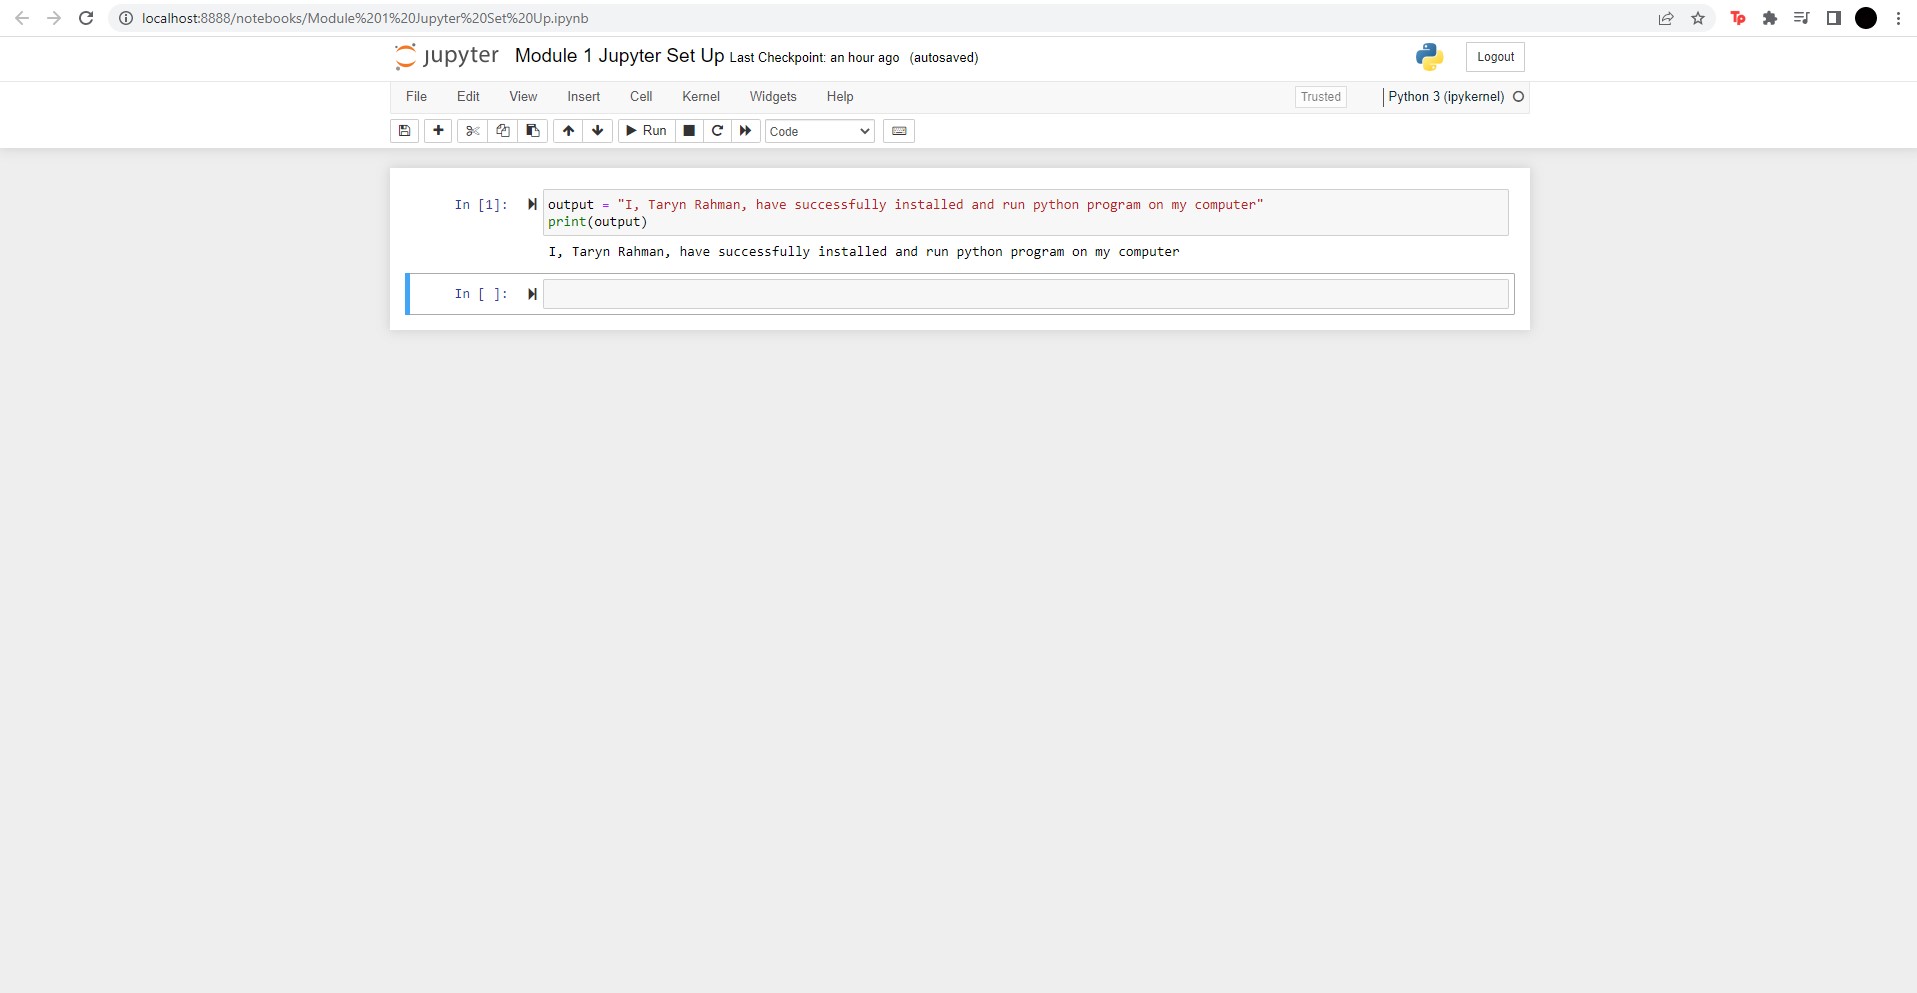 localhost:8888/notebooks/Module%201%20Jupyter%20Set%20Up.ipynb
Tp
jupyter Module 1 Jupyter Set Up Last Checkpoint: an hour ago (autosaved) Logout
File Edit View Insert Cell Kernel Widgets Help Trusted Python 3 (ipykernel)
Run Code
In [1]: output = "I, Taryn Rahman, have successfully installed and run python program on my computer"
print(output)
I, Taryn Rahman, have successfully installed and run python program on my computer
In [ ]: